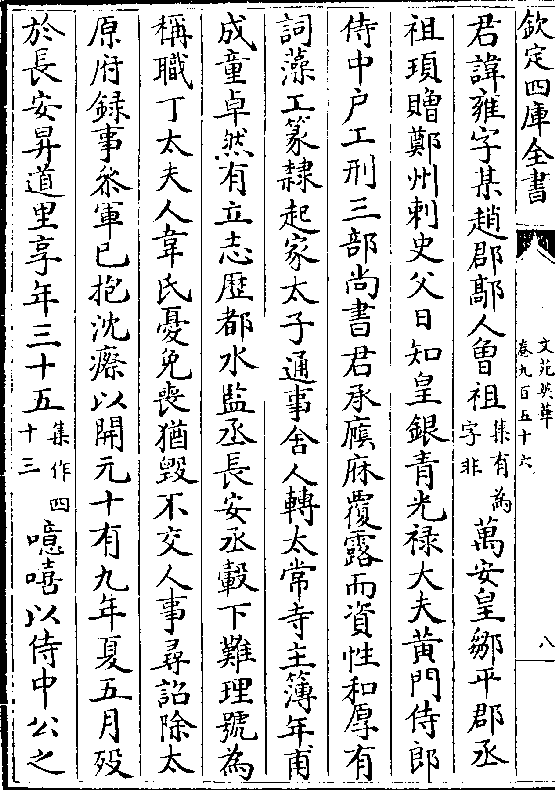 欽定四庫全書
文苑英華
卷九百五十六
八
君諱雍字某趙郡鄗人曾祖集有為字非萬安皇鄒平郡丞
祖頊贈鄭州刺史父日知皇銀青光禄大夫黄門侍郎
侍中户工刑三部尚書君承廕庥覆露而資性和厚有
詞藻工篆隸起家太子通事舍人轉太常寺主簿年甫
成童卓然有立志歴都水監丞長安丞轂下難理號為
稱職丁太夫人韋氏憂免喪猶毁不交人事尋詔除太
原府録事叅軍已抱沈瘵以開元十有九年夏五月殁
於長安昇道里享年三十五集作四十三噫嘻以侍中公之